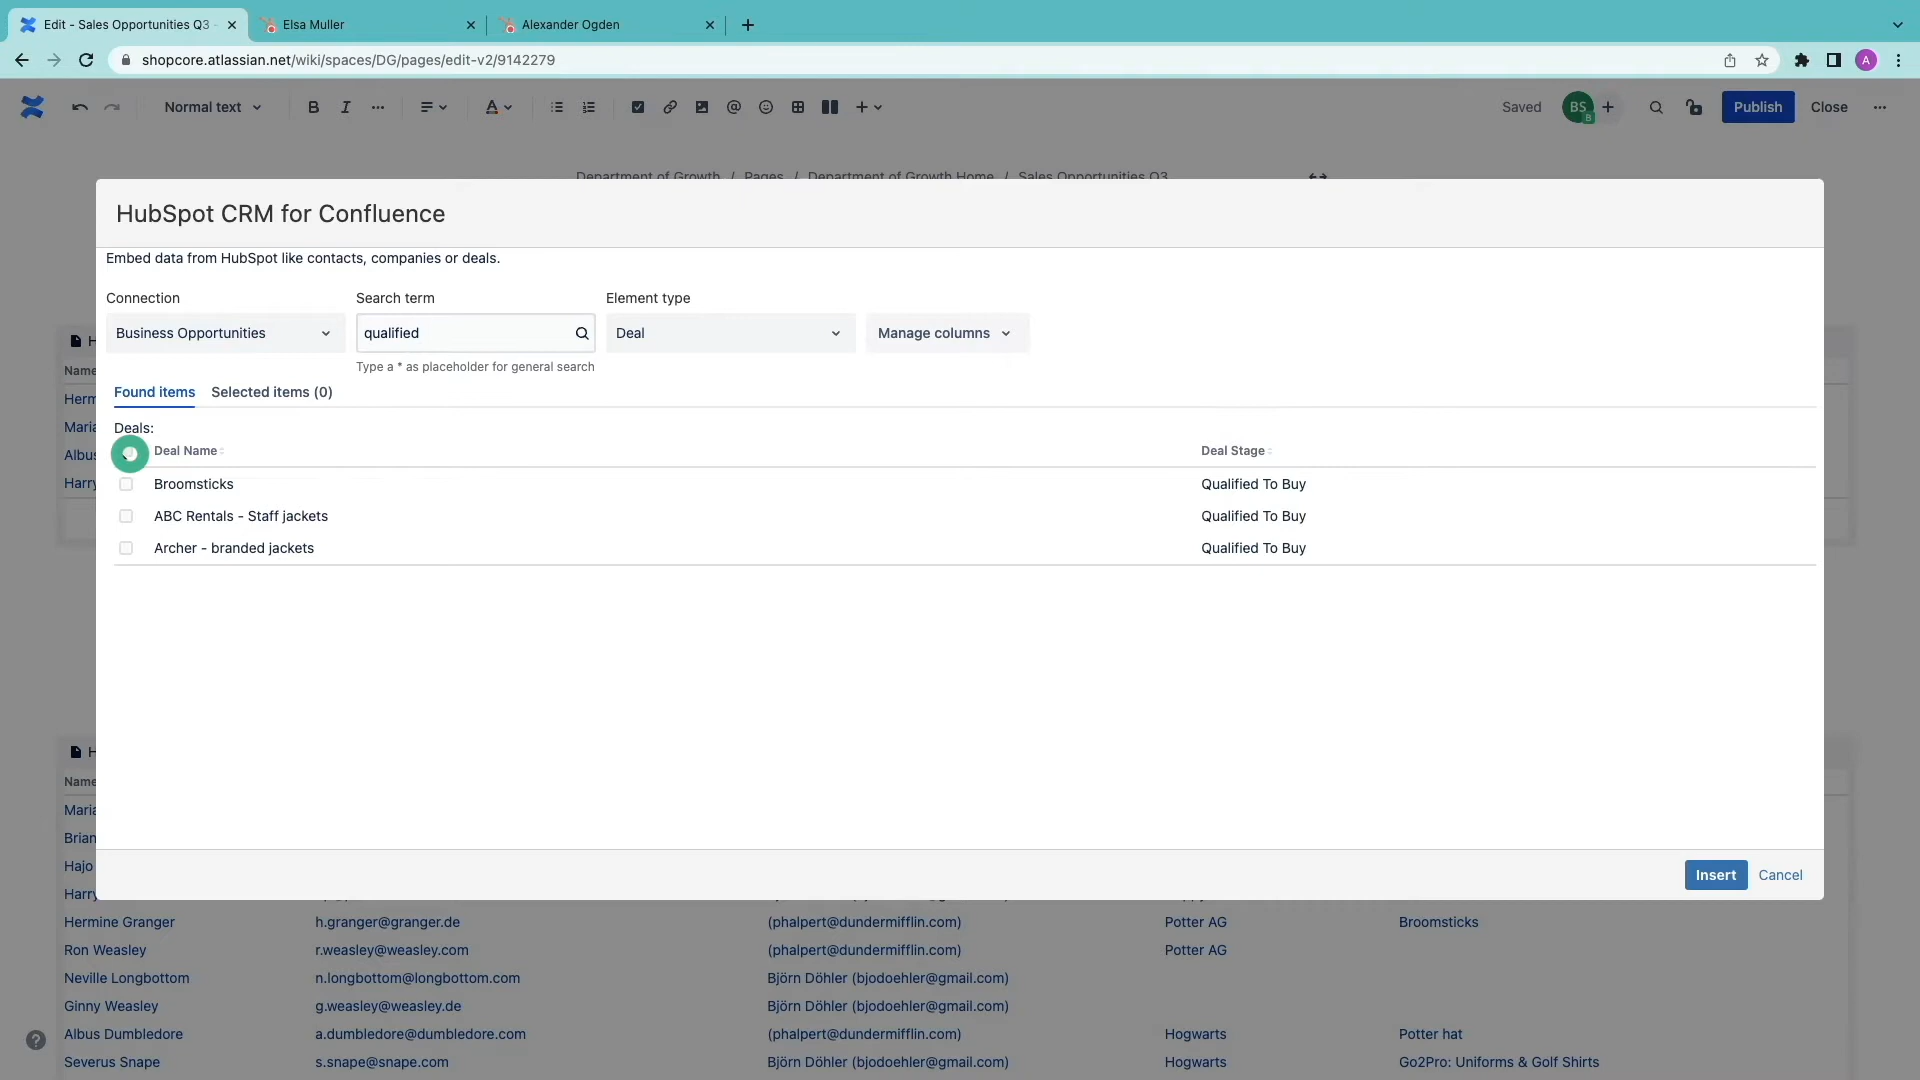 Edit - Sales Opportunities Q3 -
Elsa Muller
Alexander Ogden
shopcore.atlassian.net/wiki/spaces/DG/pages/edit-v2/9142279
A
Normal text
B
I
A
Saved
BS
B
Publish
Close
Department of Growth / Pages / Department of Growth Home / Sales Opportunities Q3
HubSpot CRM for Confluence
Embed data from HubSpot like contacts, companies or deals.
Connection
Search term
Element type
Business Opportunities
qualified
Deal
Manage columns
Type a * as placeholder for general search
Found items
Selected items (0)
Deals:
Deal Name
Deal Stage
Broomsticks
Qualified To Buy
ABC Rentals - Staff jackets
Qualified To Buy
Archer - branded jackets
Qualified To Buy
Insert
Cancel
H
Name
Herm
Maria
Albus
Harry
H
Name
Maria
Brian
Hajo
Harry
Hermine Granger h.granger@granger.de (phalpert@dundermifflin.com) Potter AG Broomsticks
Ron Weasley r.weasley@weasley.com (phalpert@dundermifflin.com) Potter AG
Neville Longbottom n.longbottom@longbottom.com Björn Döhler (bjodoehler@gmail.com)
Ginny Weasley g.weasley@weasley.de Björn Döhler (bjodoehler@gmail.com)
Albus Dumbledore a.dumbledore@dumbledore.com (phalpert@dundermifflin.com) Hogwarts Potter hat
Severus Snape s.snape@snape.com Björn Döhler (bjodoehler@gmail.com) Hogwarts Go2Pro: Uniforms & Golf Shirts